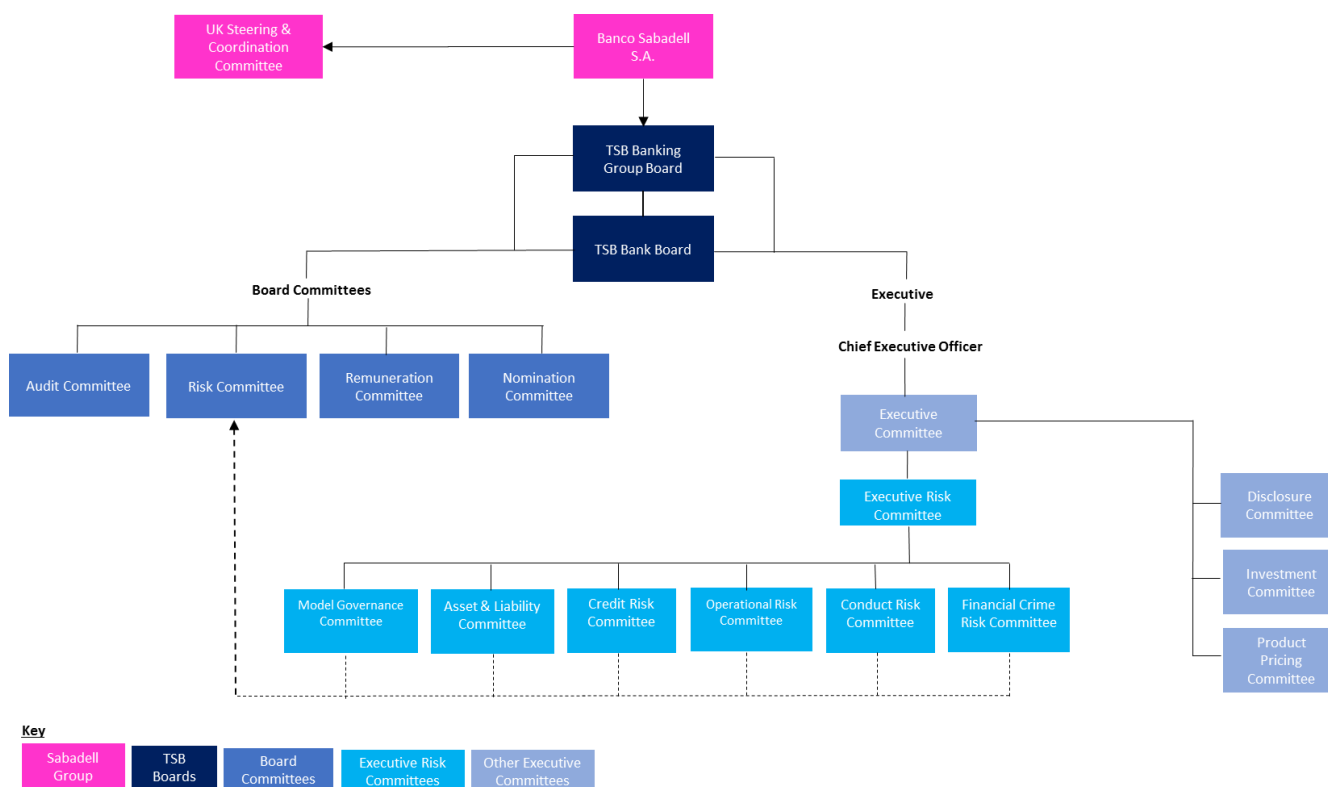 UK Steering &
Coordination
Committee
Banco Sabadell
S.A.
TSB Banking
Group Board
TSB Bank Board
Board Committees
Executive
Chief Executive Officer
Audit Committee
Risk Committee
Remuneration
Committee
Nomination
Committee
Executive
Committee
Executive Risk
Committee
Disclosure
Committee
Investment
Committee
Product
Pricing
Committee
Model Governance
Committee
Asset & Liability
Committee
Credit Risk
Committee
Operational Risk
Committee
Conduct Risk
Committee
Financial Crime
Risk Committee
Key
Sabadell
Group
TSB
Boards
Board
Committees
Executive Risk
Committees
Other Executive
Committees